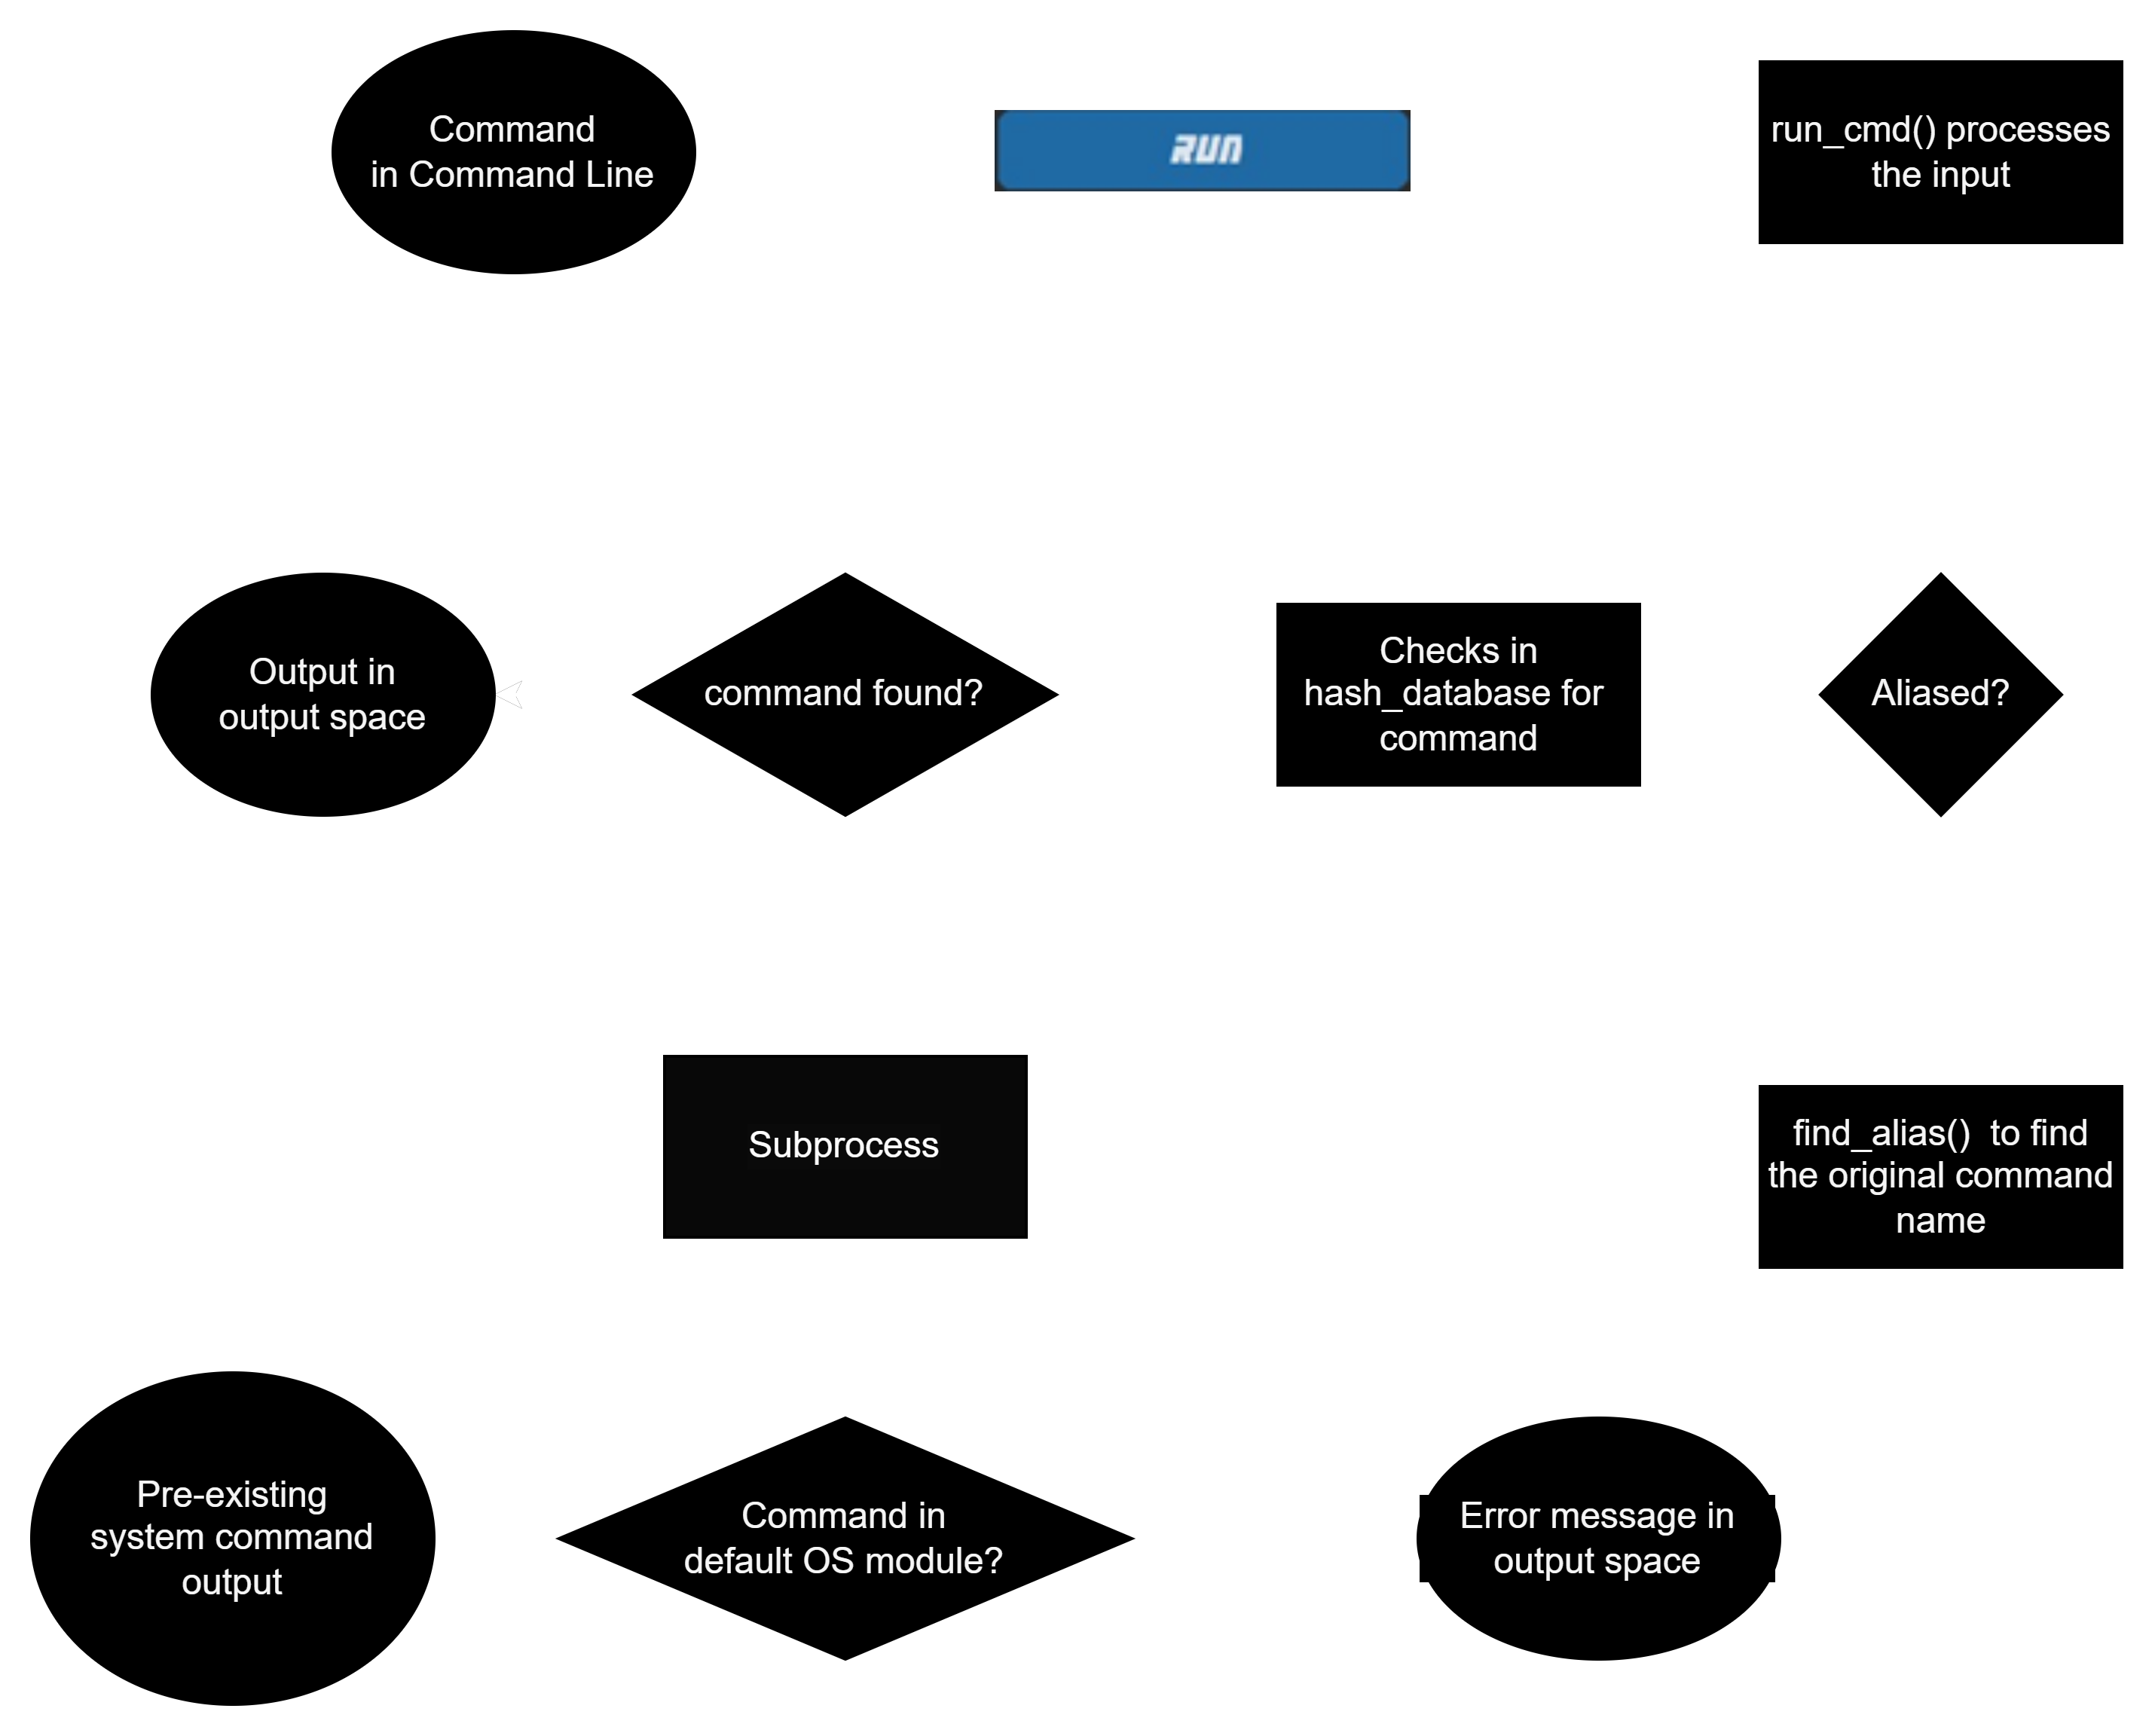 Command
in Command Line
RUN
run_cmd() processes
the input
Output in
output space
command found?
Checks in
hash_database for
command
Aliased?
Subprocess
find_alias()  to find
the original command
name
Pre-existing
system command
output
Command in
default OS module?
Error message in
output space